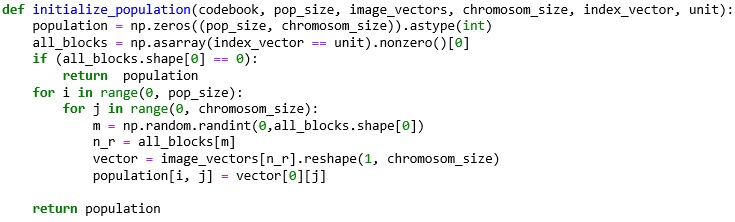 def initialize_population(codebook, pop_size, image_vectors, chromosom_size, index_vector, unit):
    population = np.zeros((pop_size, chromosom_size)).astype(int)
    all_blocks = np.asarray(index_vector == unit).nonzero()[0]
    if (all_blocks.shape[0] == 0):
        return  population
    for i in range(0, pop_size):
        for j in range(0, chromosom_size):
            m = np.random.randint(0,all_blocks.shape[0])
            n_r = all_blocks[m]
            vector = image_vectors[n_r].reshape(1, chromosom_size)
            population[i, j] = vector[0][j]
    return population